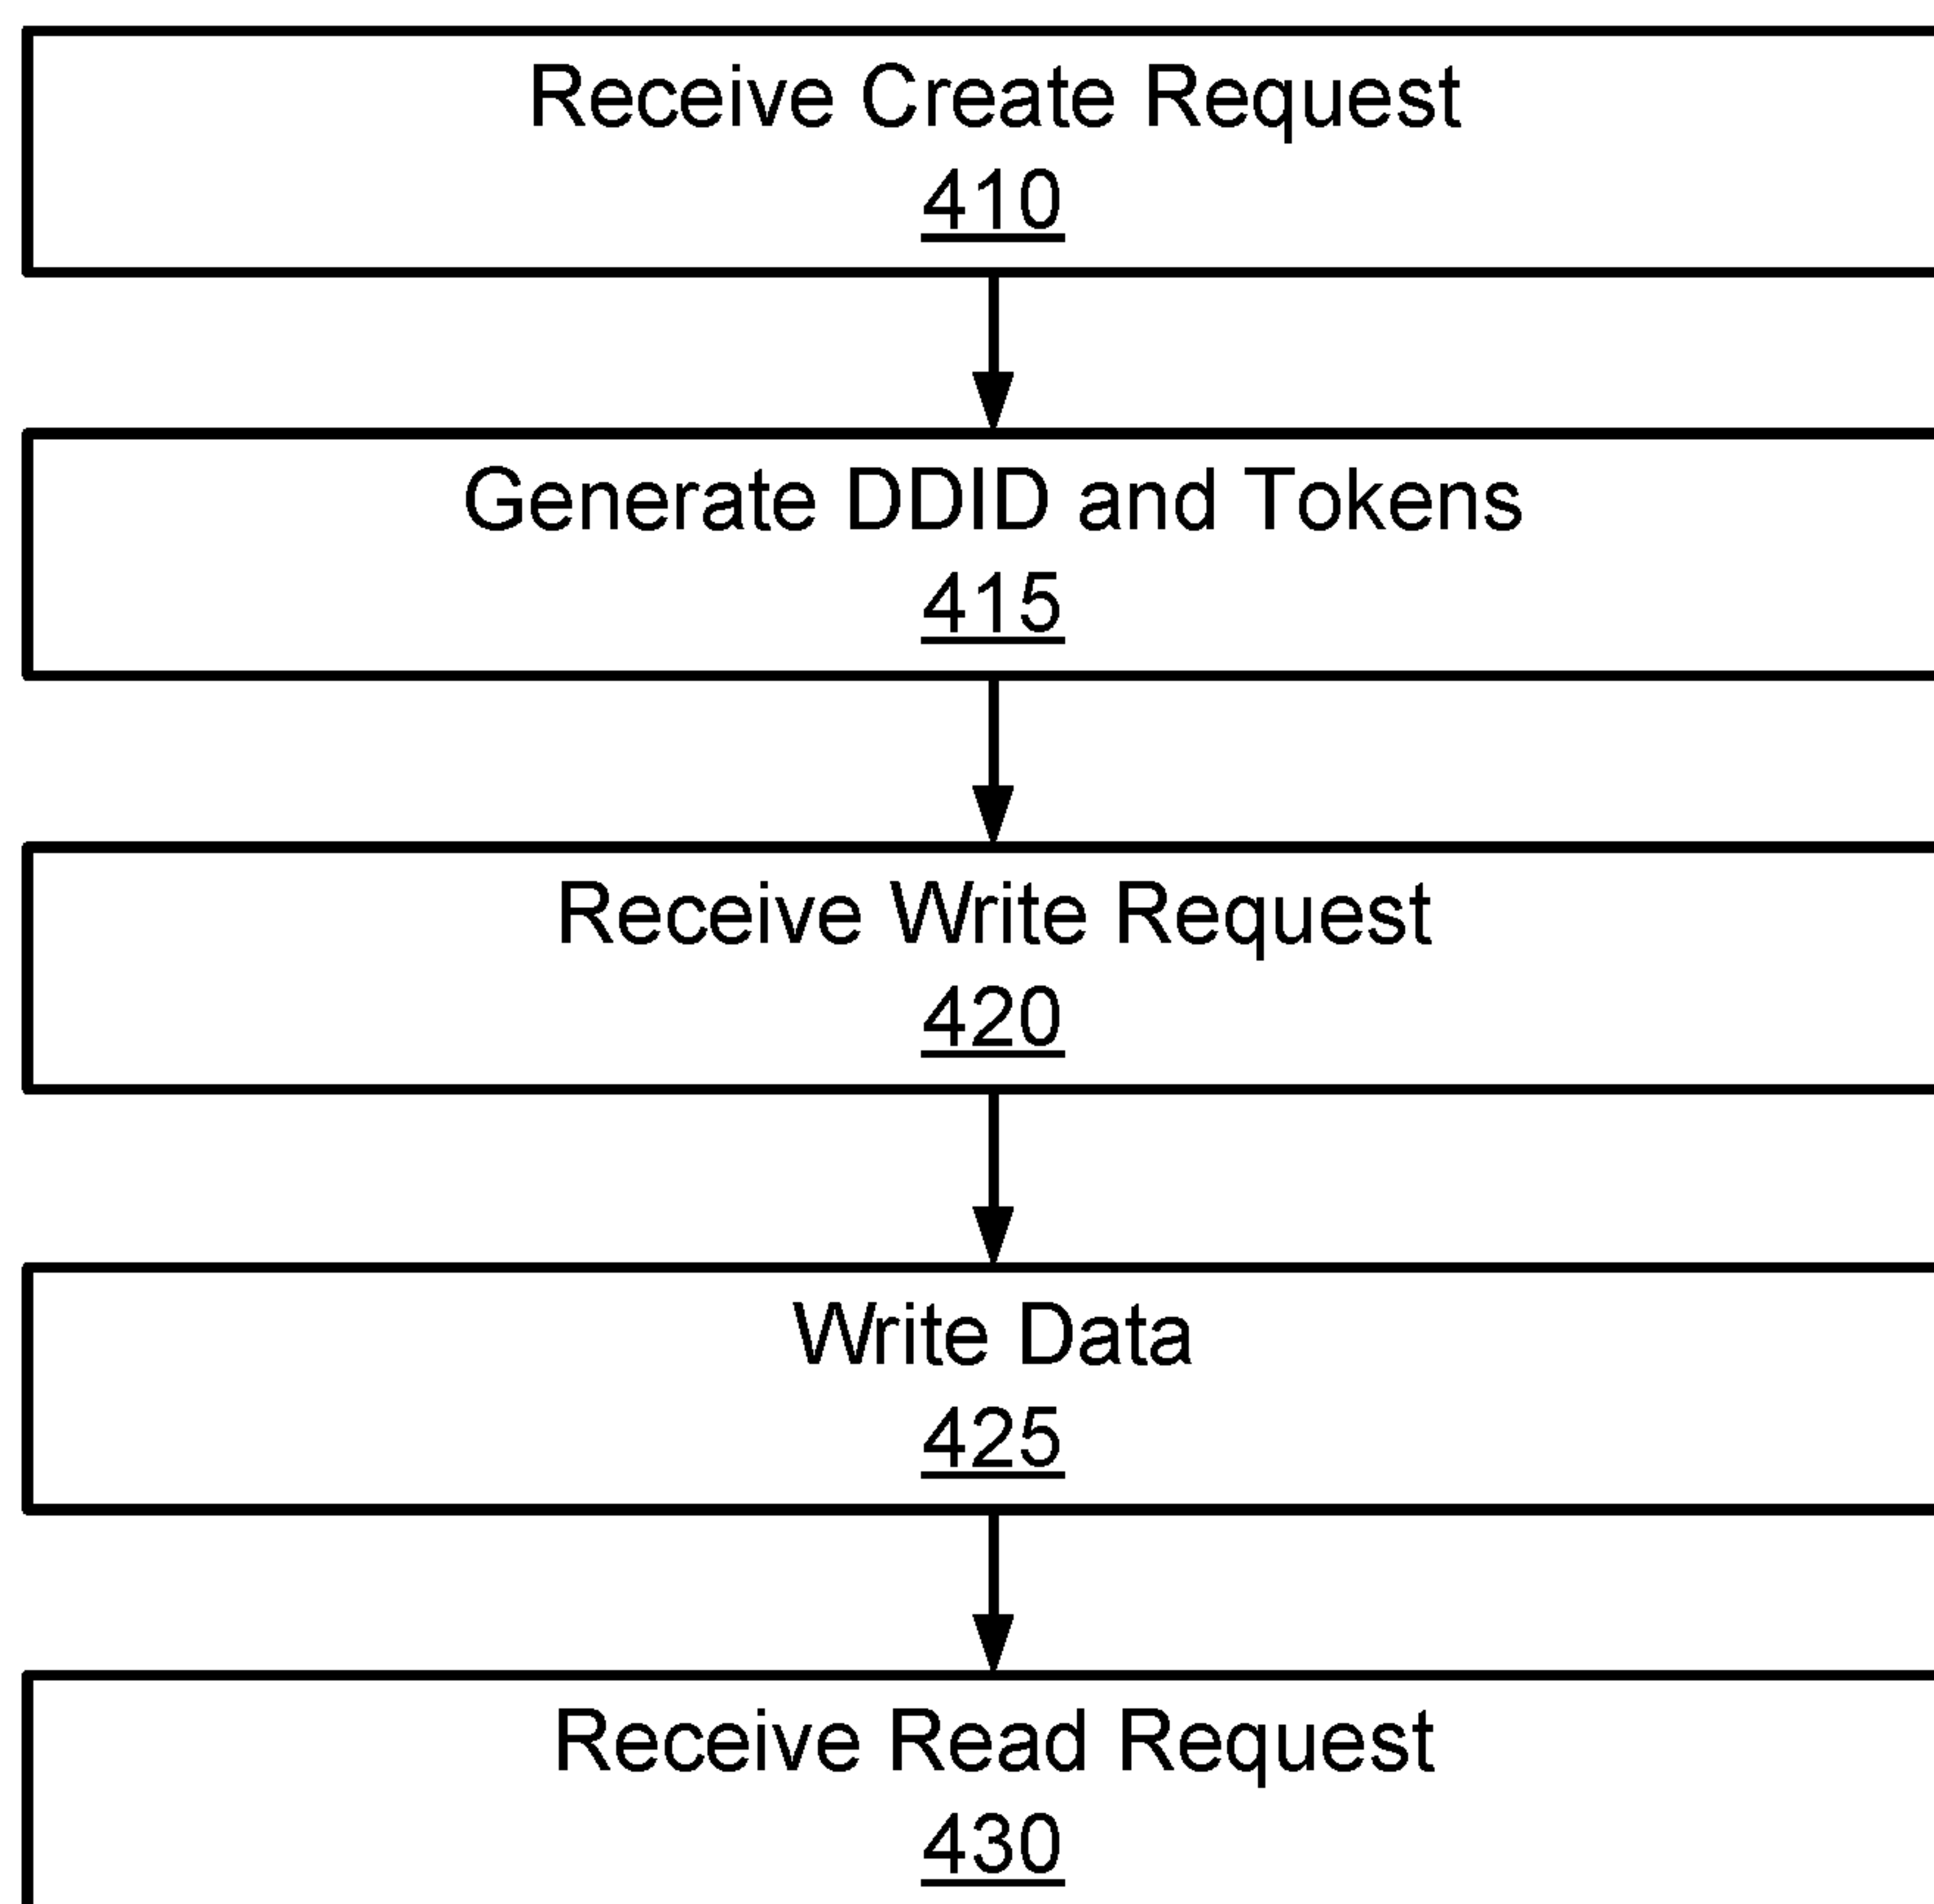 Receive Create Request
410
Generate DDID and Tokens
415
Receive Write Request
420
Write Data
425
Receive Read Request
430